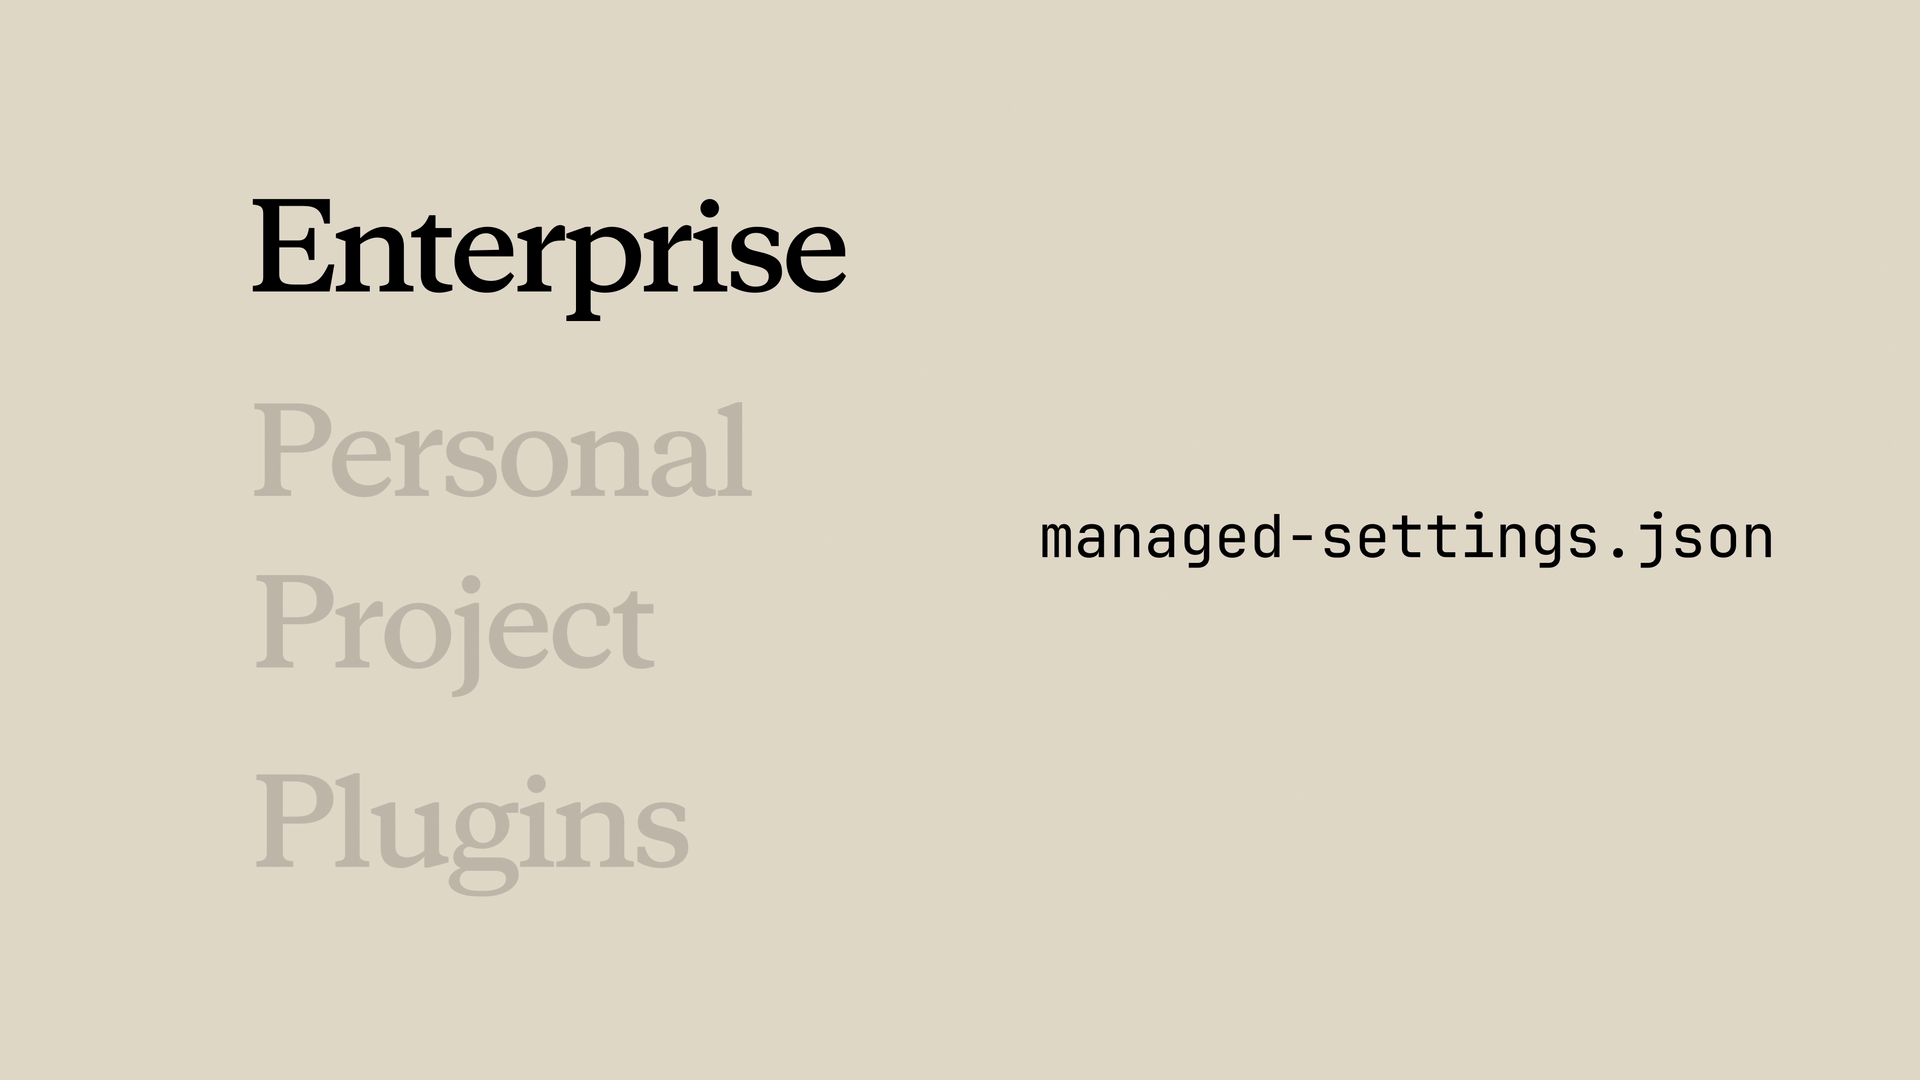 Enterprise
Personal
managed-settings.json
Project
Plugins